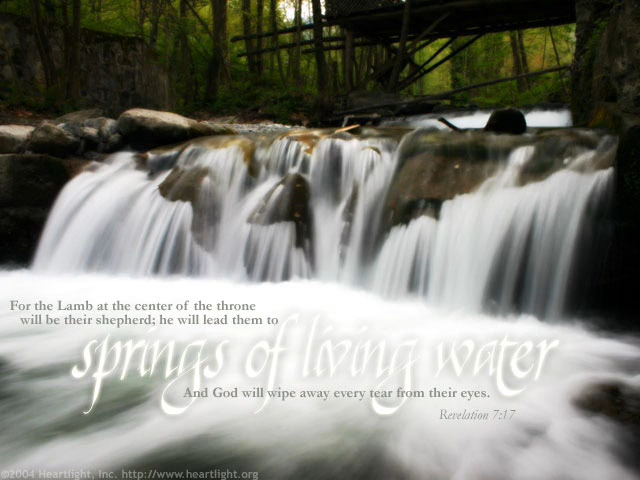 For the Lamb at the center of the throne
will be their shepherd; he will lead them to
springs of living water
And God will wipe away every tear from their eyes.
Revelation 7:17
©2004 Heartlight, Inc. http://www.heartlight.org